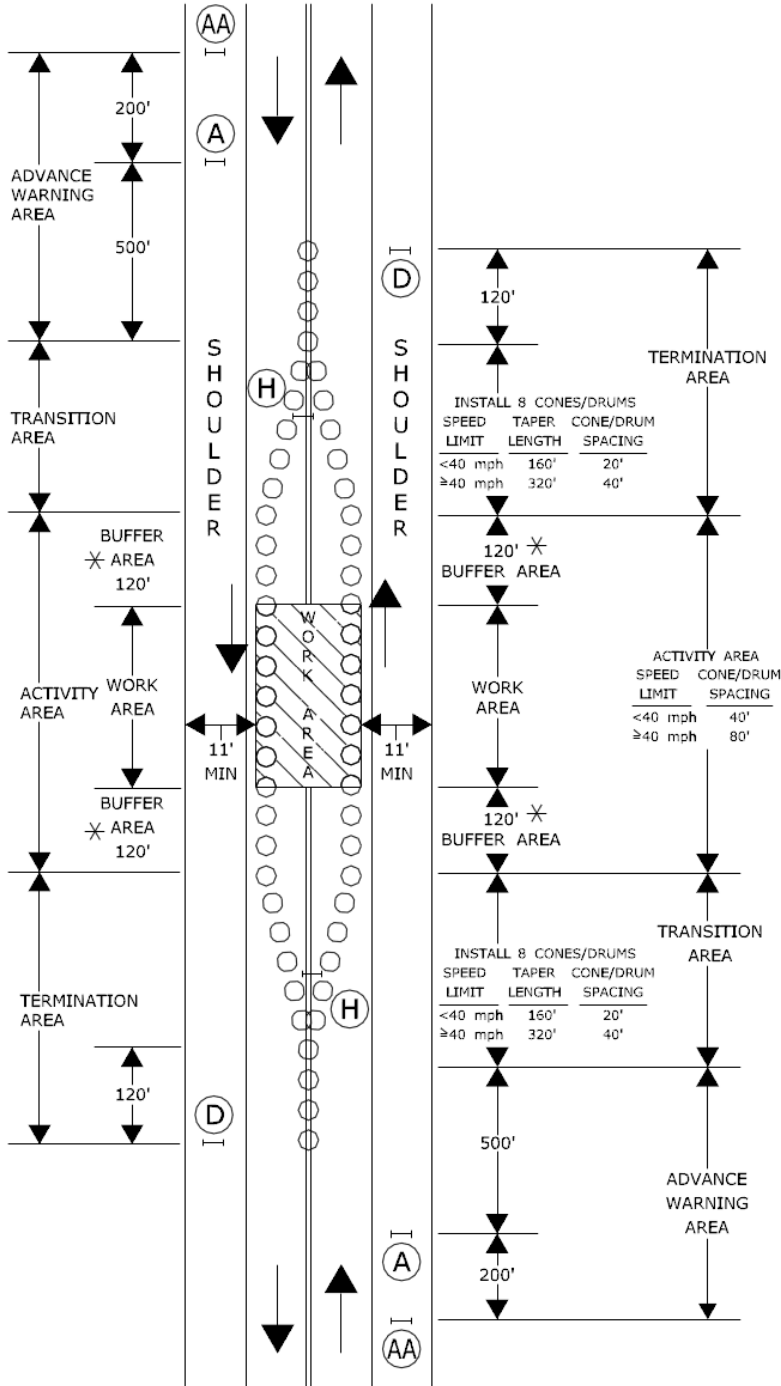 AA
200'
A
ADVANCE
WARNING
AREA
500'
D
120'
SHOULDER
SHOULDER
H
TERMINATION
AREA
TRANSITION
AREA
INSTALL 8 CONES/DRUMS
SPEED LIMIT TAPER LENGTH CONE/DRUM SPACING
<40 mph 160' 20'
≥40 mph 320' 40'
BUFFER
* AREA
120'
120' *
BUFFER AREA
WORK AREA
ACTIVITY
AREA
WORK
AREA
WORK
AREA
ACTIVITY AREA
SPEED LIMIT CONE/DRUM SPACING
<40 mph 40'
≥40 mph 80'
11'
MIN
11'
MIN
BUFFER
* AREA
120'
120' *
BUFFER AREA
TRANSITION
AREA
INSTALL 8 CONES/DRUMS
SPEED LIMIT TAPER LENGTH CONE/DRUM SPACING
<40 mph 160' 20'
≥40 mph 320' 40'
TERMINATION
AREA
H
120'
D
500'
ADVANCE
WARNING
AREA
A
200'
AA